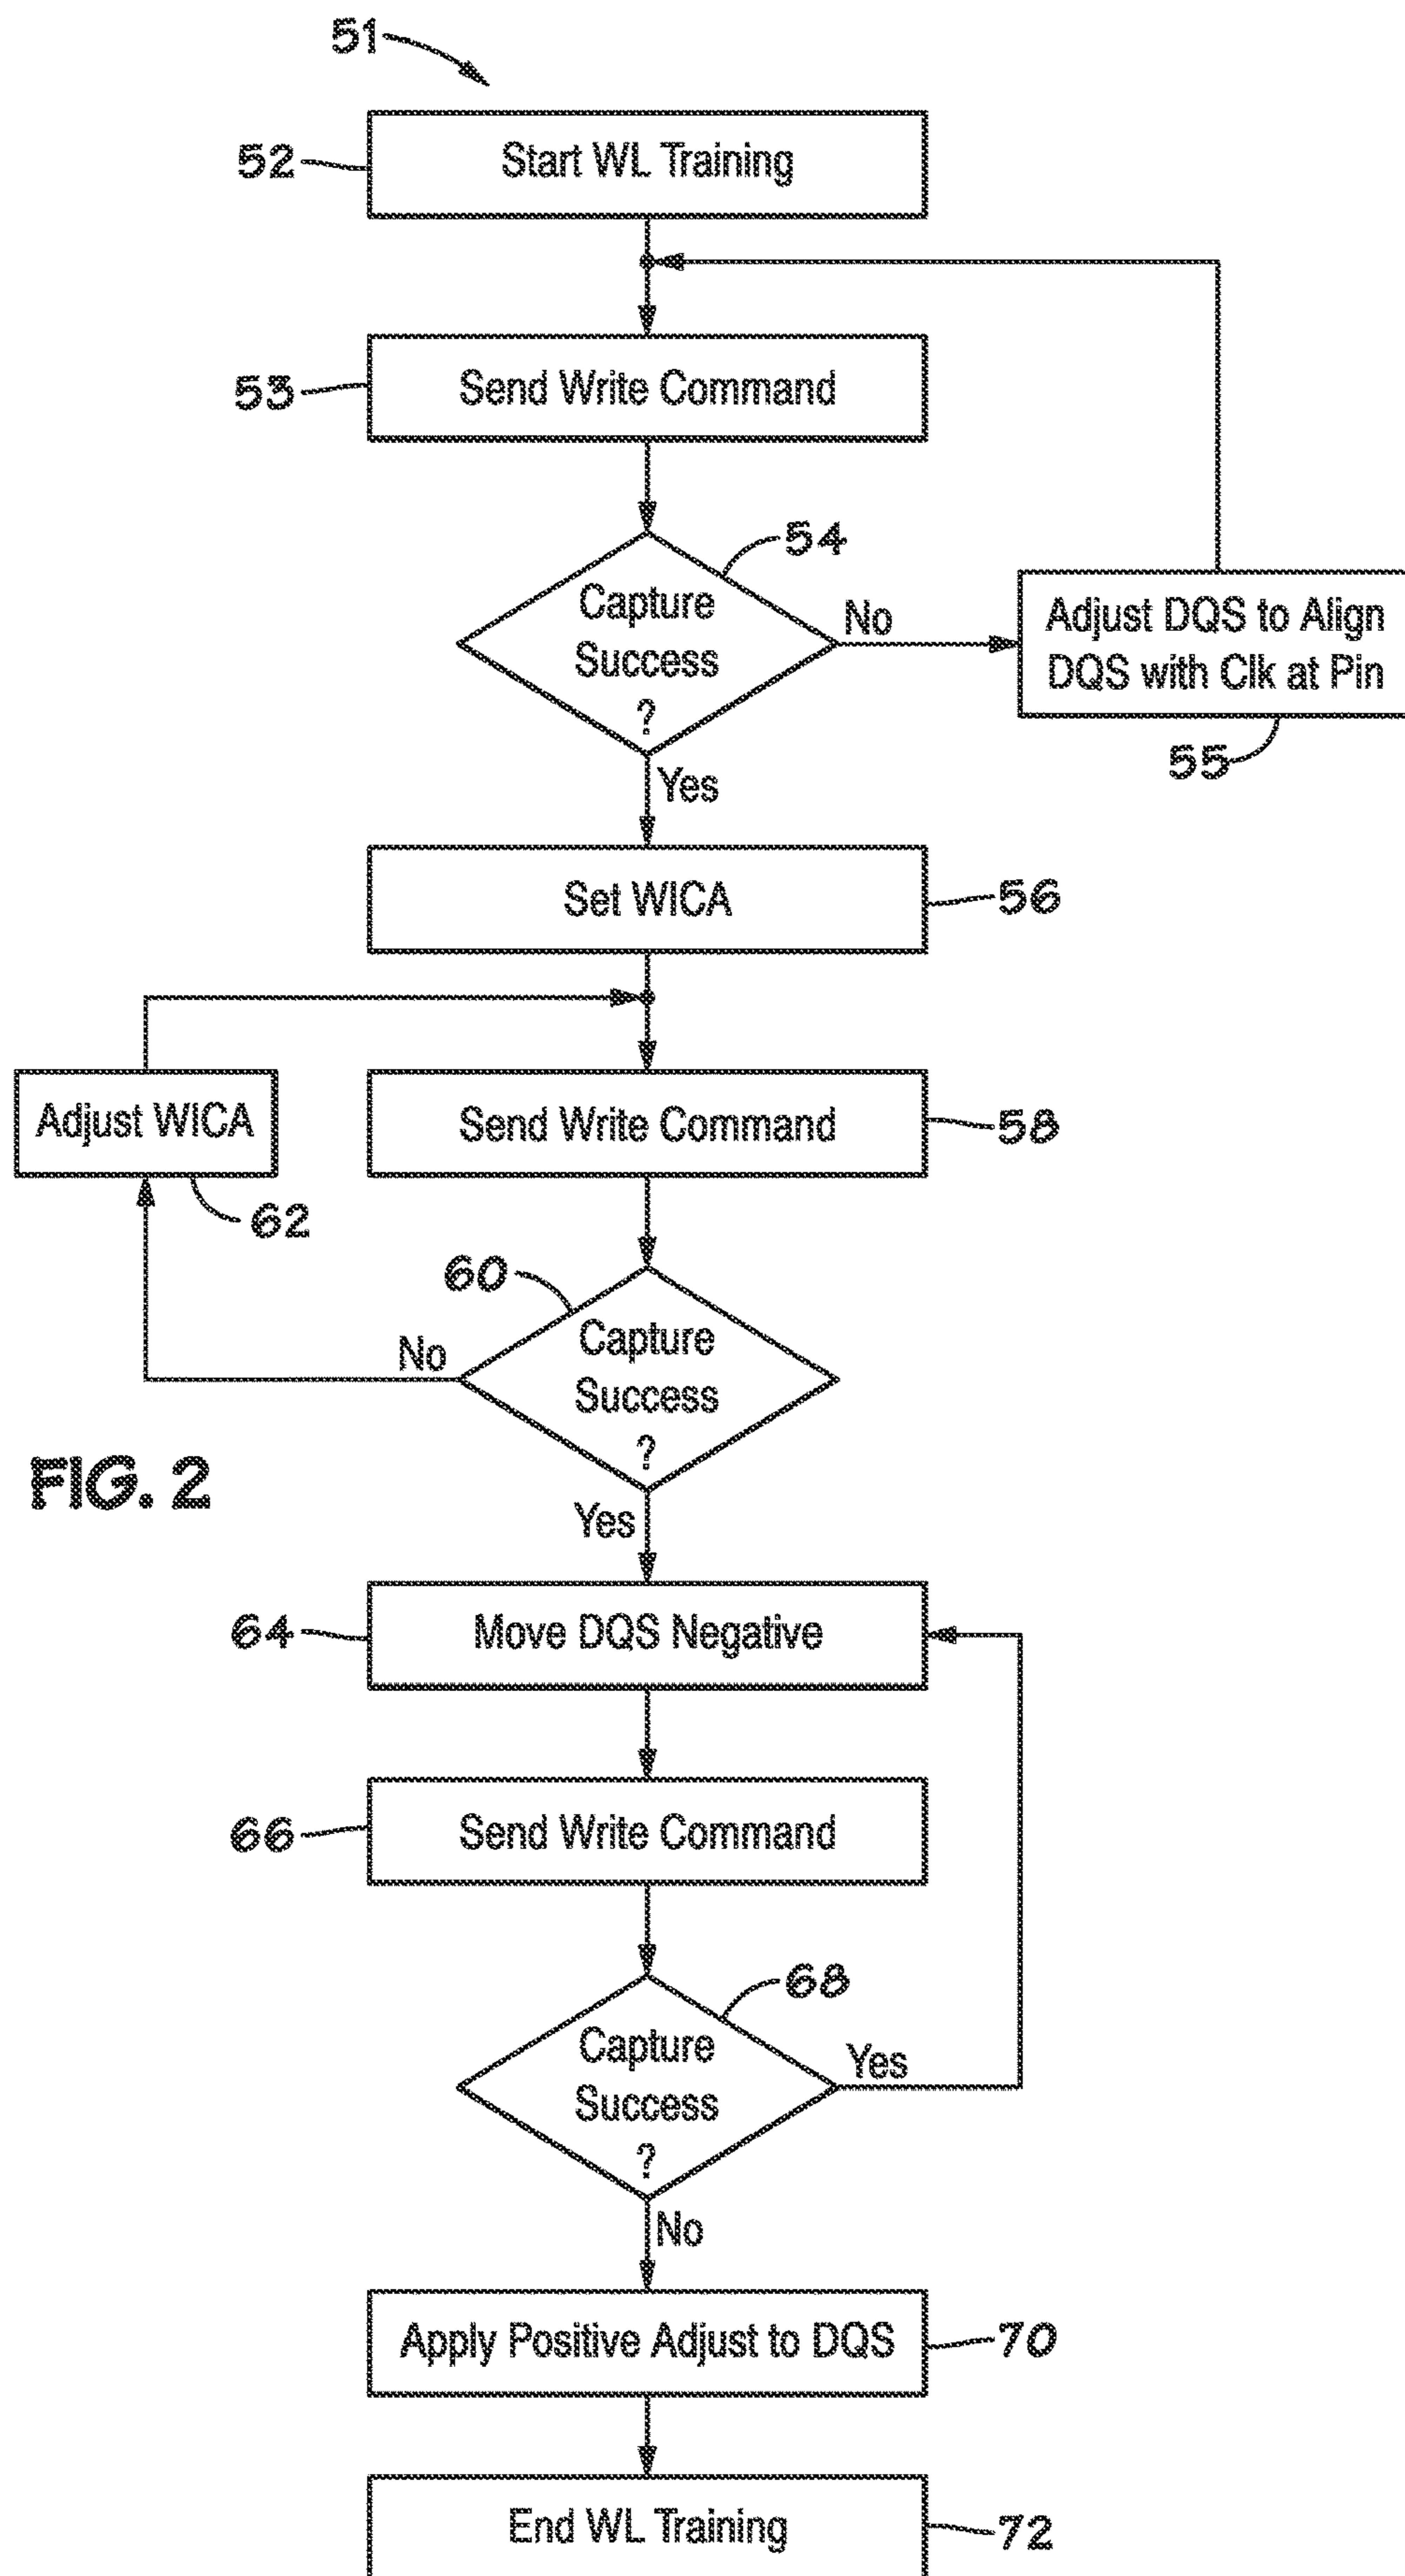 51
52
Start WL Training
53
Send Write Command
54
Capture
Success
?
No
Adjust DQS to Align
DQS with Clk at Pin
55
Yes
Set WICA
56
Adjust WICA
62
Send Write Command
58
60
Capture
Success
?
No
FIG. 2
Yes
64
Move DQS Negative
66
Send Write Command
68
Capture
Success
?
Yes
No
Apply Positive Adjust to DQS
70
End WL Training
72